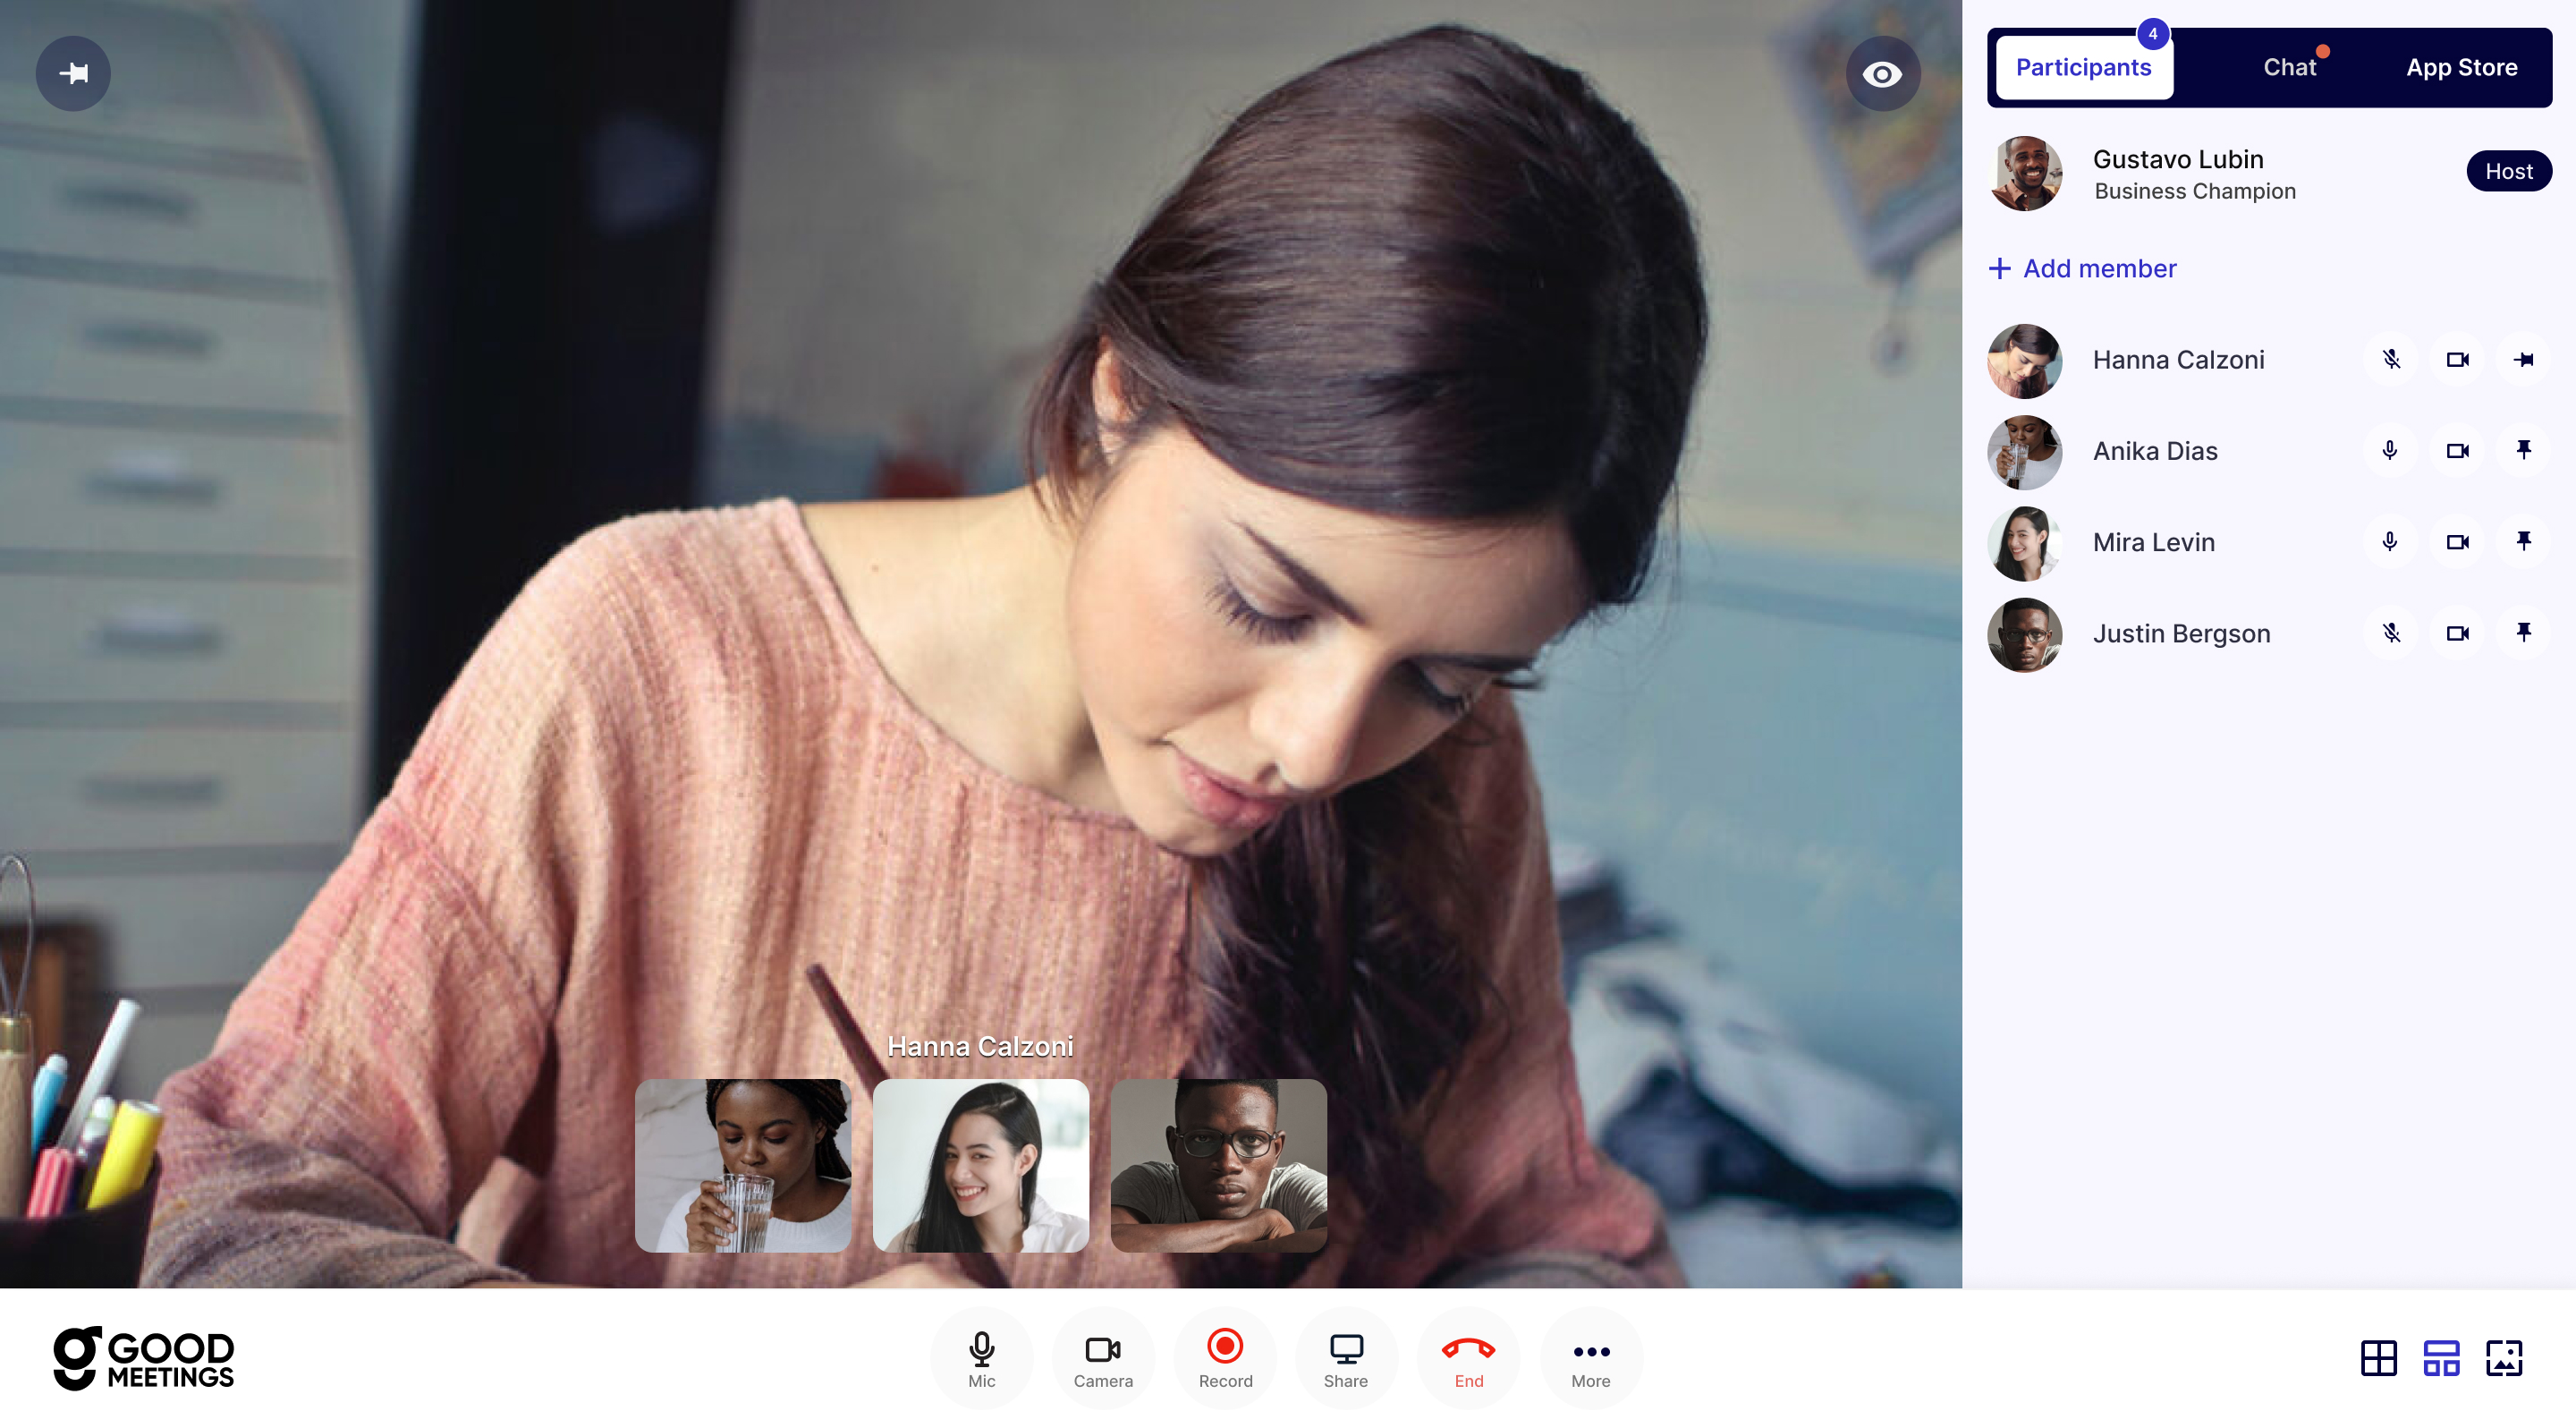 4
Participants
Chat
App Store
Gustavo Lubin
Business Champion
Host
+ Add member
Hanna Calzoni
Anika Dias
Mira Levin
Justin Bergson
Hanna Calzoni
g GOOD
MEETINGS
Mic
Camera
Record
Share
End
More